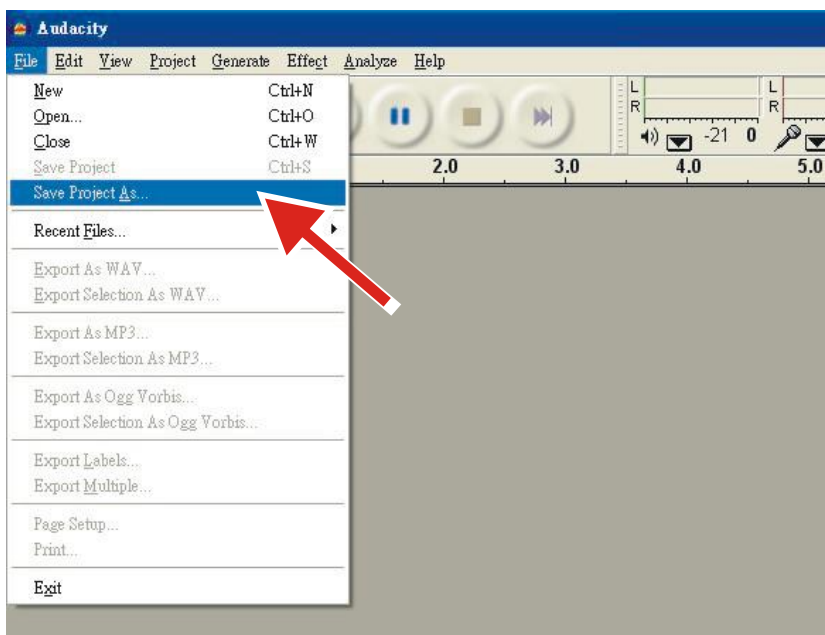 Audacity
File Edit View Project Generate Effect Analyze Help
New Ctrl+N
Open... Ctrl+O
Close Ctrl+W
Save Project Ctrl+S
Save Project As...
Recent Files...
Export As WAV...
Export Selection As WAV...
Export As MP3...
Export Selection As MP3...
Export As Ogg Vorbis...
Export Selection As Ogg Vorbis...
Export Labels...
Export Multiple...
Page Setup...
Print...
Exit
L L
R R
-21 0
2.0 3.0 4.0 5.0